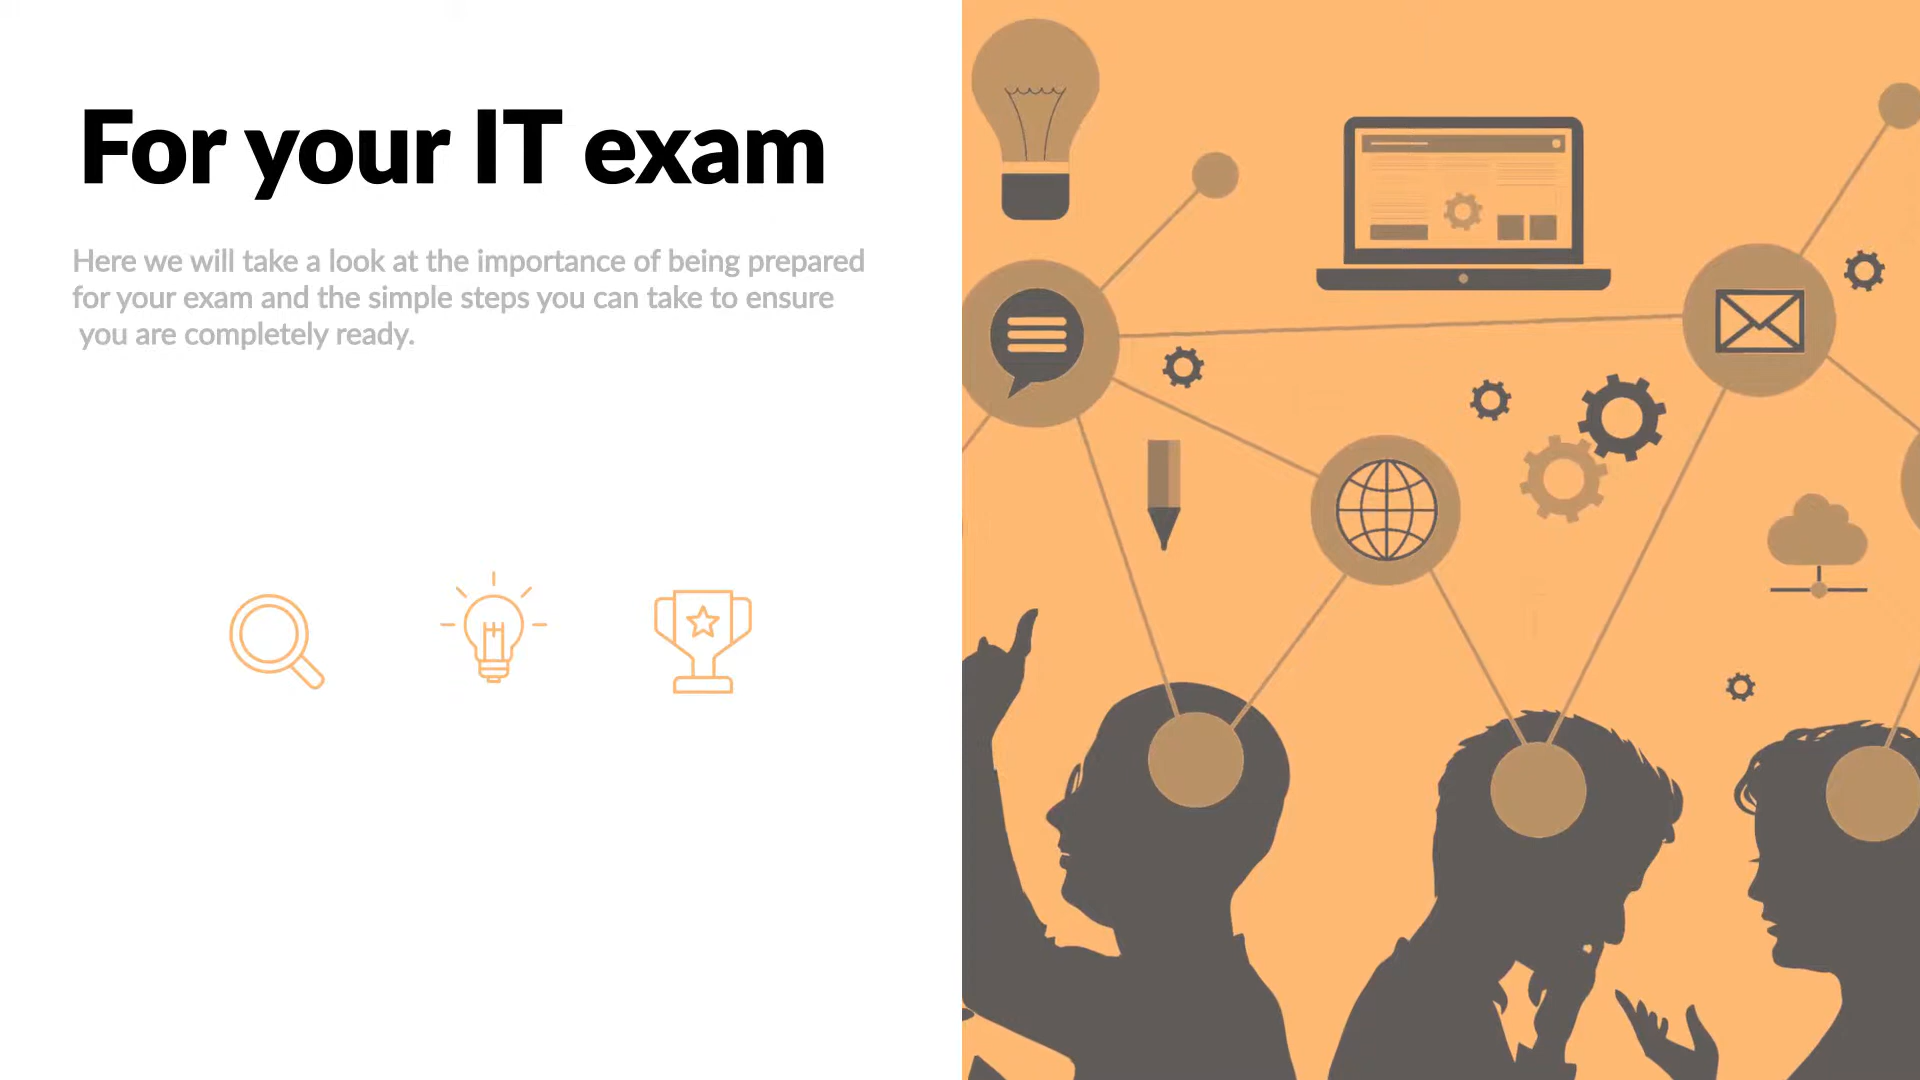 For your IT exam
Here we will take a look at the importance of being prepared
for your exam and the simple steps you can take to ensure
you are completely ready.